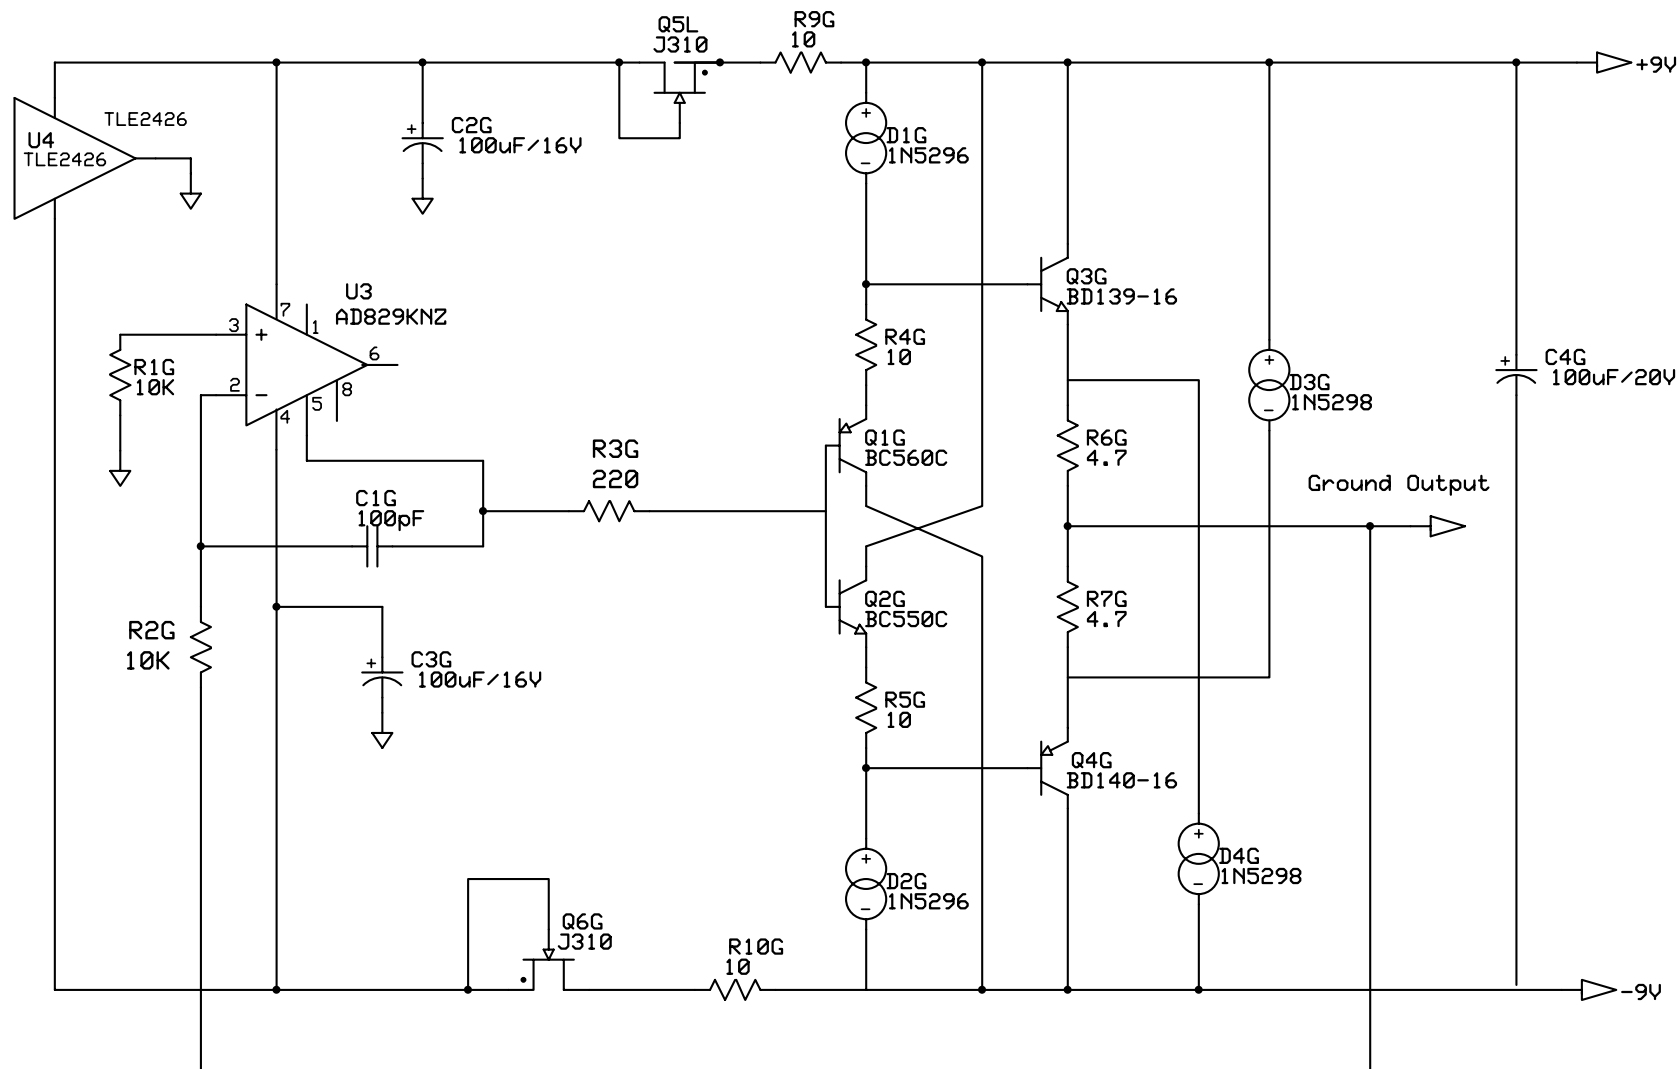 Q5L
J310
R9G
10
+9V
TLE2426
U4
TLE2426
+
C2G
100uF/16V
+
D1G
1N5296
−
U3
AD829KNZ
7
1
3
+
6
R1G
10K
2
−
8
5
4
Q3G
BD139-16
R4G
10
+
D3G
1N5298
−
+
C4G
100uF/20V
R3G
220
Q1G
BC560C
R6G
4.7
Ground Output
C1G
100pF
Q2G
BC550C
R7G
4.7
R2G
10K
+
C3G
100uF/16V
R5G
10
Q4G
BD140-16
+
D4G
1N5298
−
+
D2G
1N5296
−
Q6G
J310
R10G
10
-9V